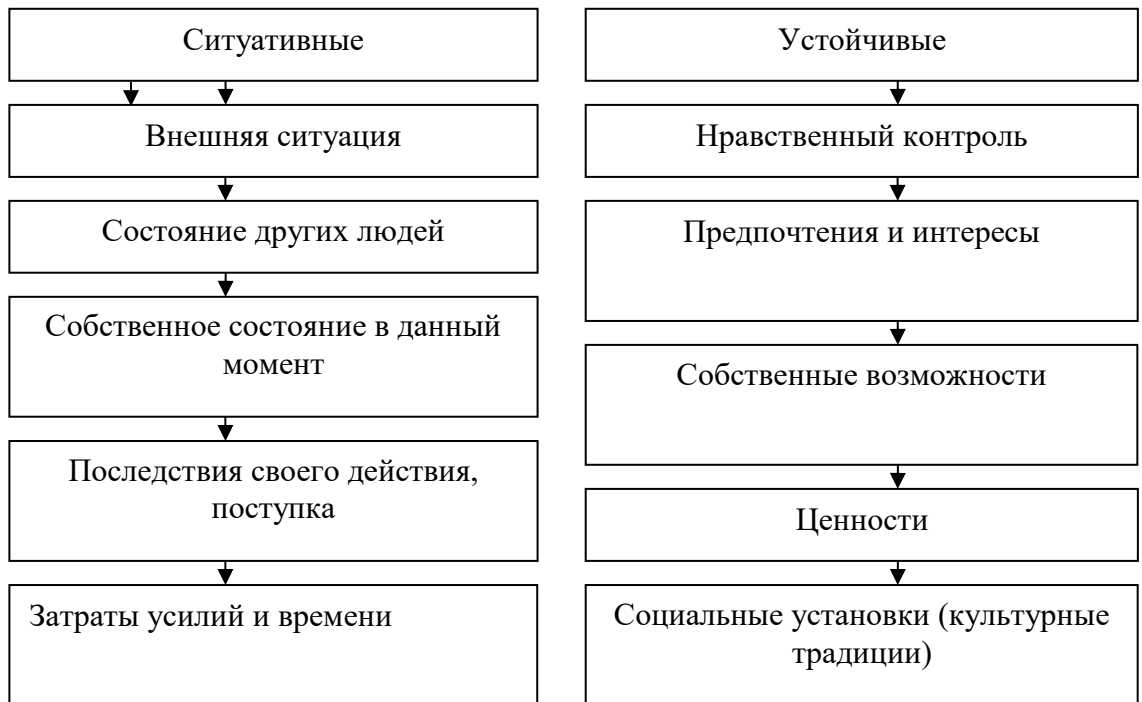 Ситуативные
Внешняя ситуация
Состояние других людей
Собственное состояние в данный
момент
Последствия своего действия,
поступка
Затраты усилий и времени
Устойчивые
Нравственный контроль
Предпочтения и интересы
Собственные возможности
Ценности
Социальные установки (культурные
традиции)